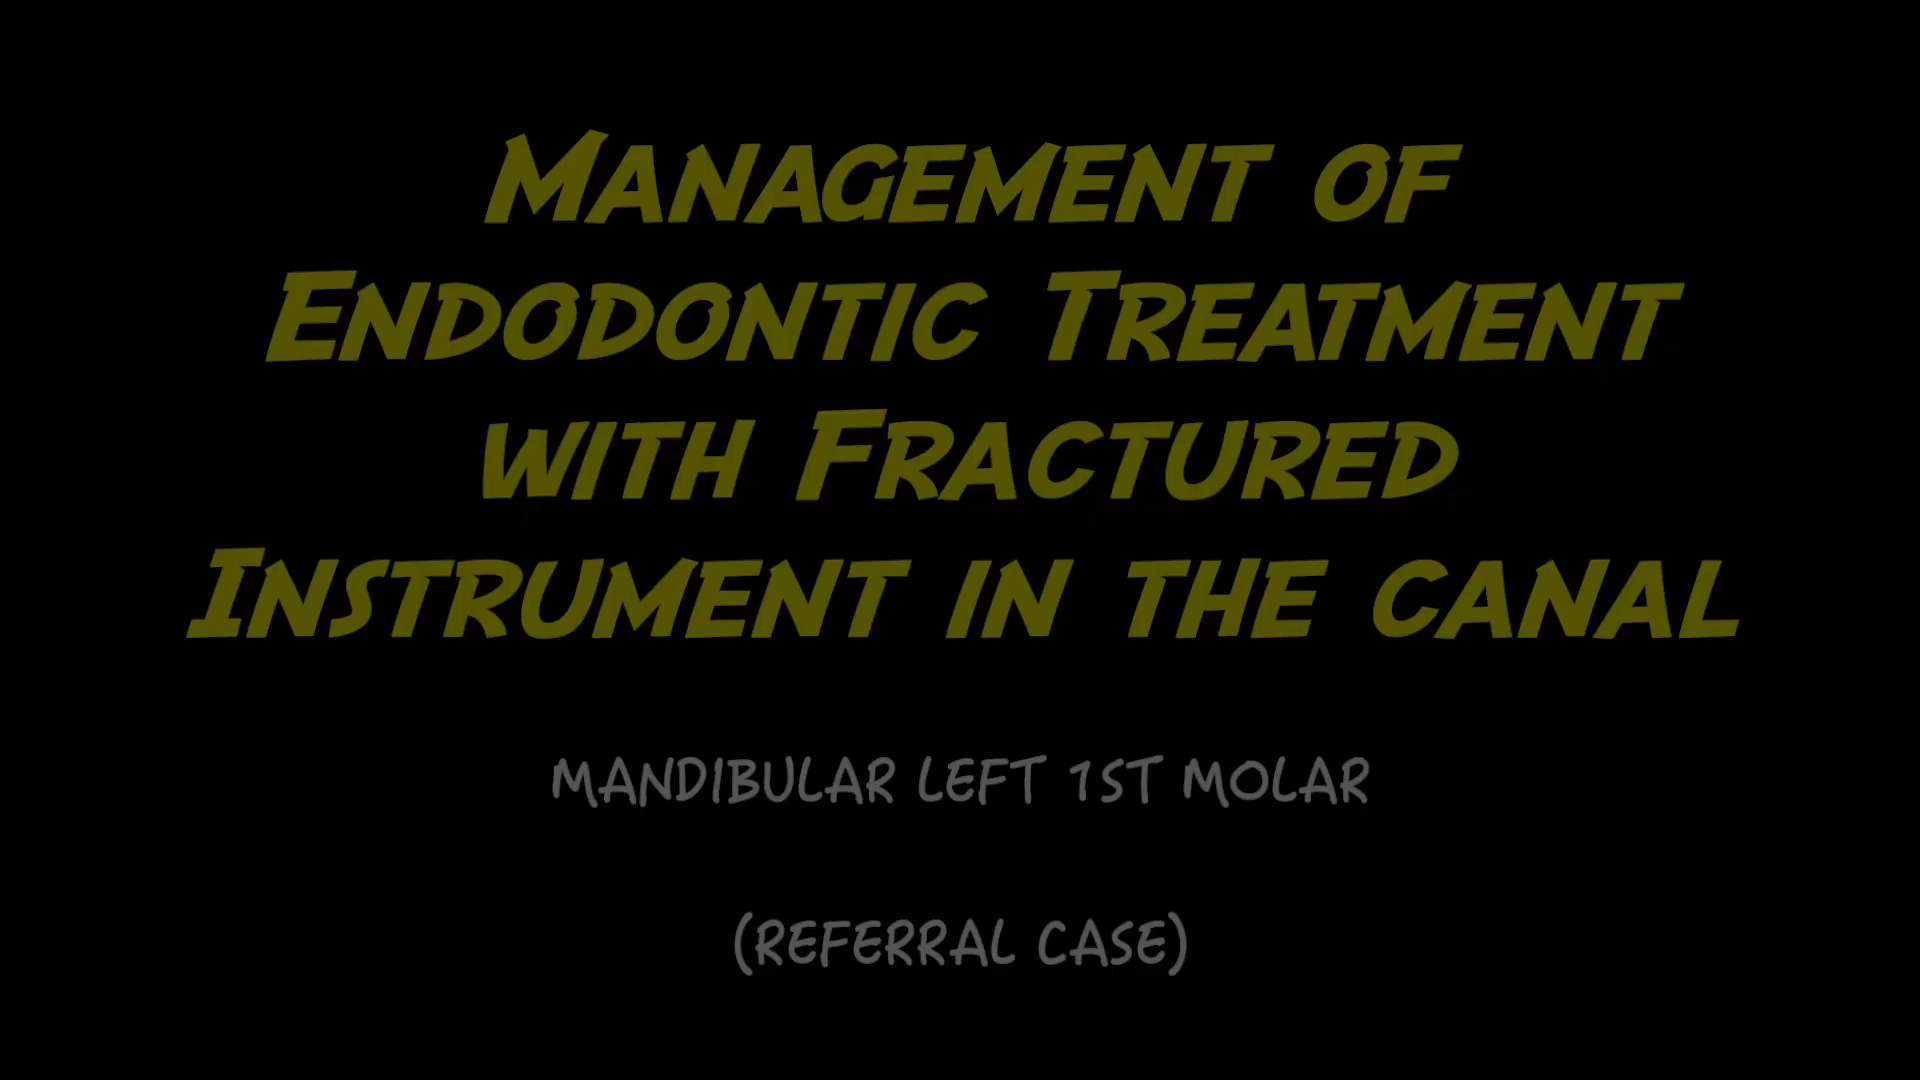 Management of
Endodontic Treatment
with Fractured
Instrument in the canal
MANDIBULAR LEFT 1ST MOLAR
(REFERRAL CASE)